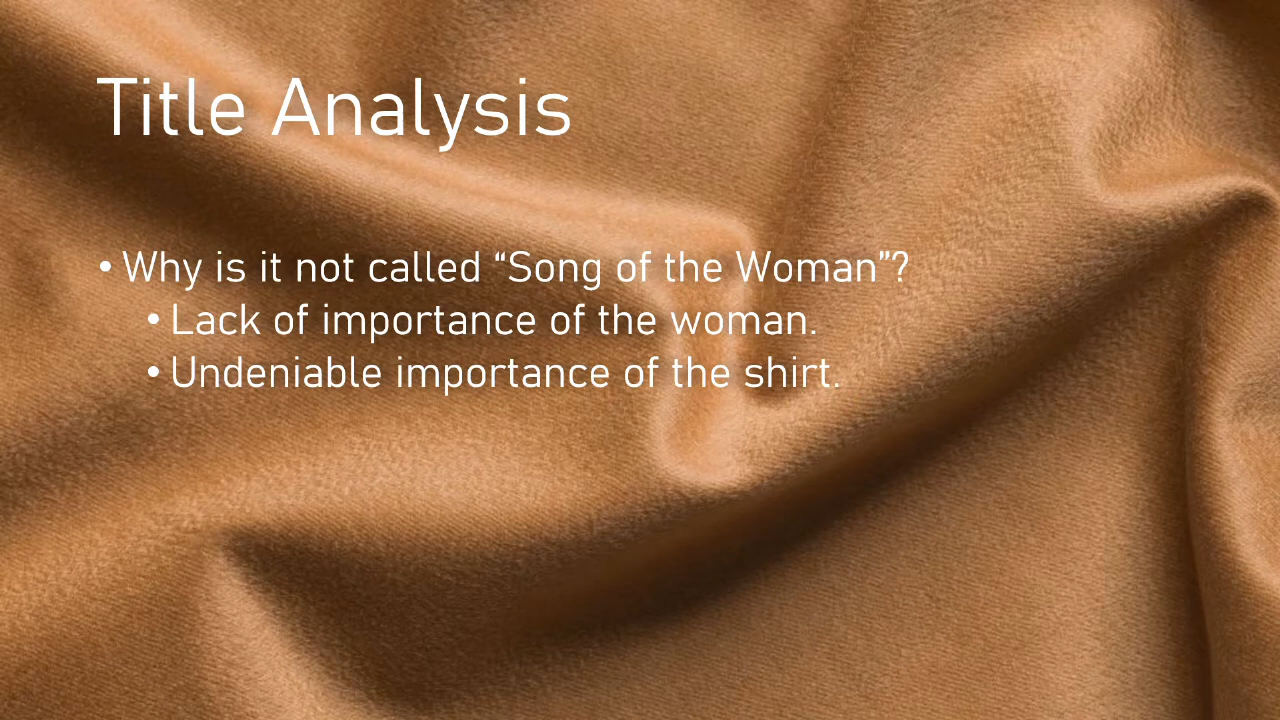 Title Analysis
• Why is it not called “Song of the Woman”?
• Lack of importance of the woman.
• Undeniable importance of the shirt.